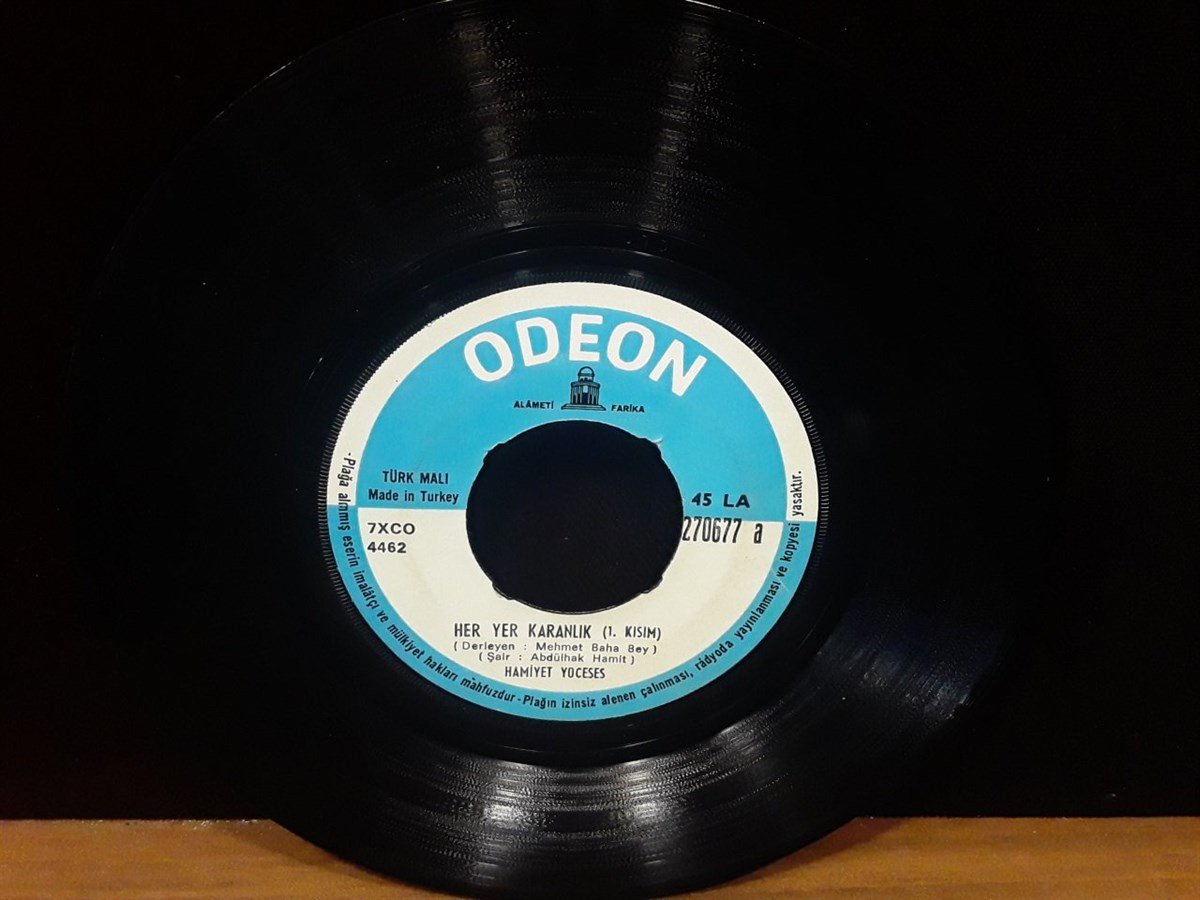 ODEON
ALÂMETİ FARİKA
TÜRK MALI
Made in Turkey
45 LA
7XCO
4462
270677 a
HER YER KARANLIK (1. KISIM)
(Derleyen : Mehmet Baha Bey)
(Şair : Abdülhak Hamit)
HAMİYET YÜCESES
-Plağa alınmış eserin imalâtçı ve mülkiyet hakları mahfuzdur-Plağın izinsiz alenen çalınması, râdyoda yayınlanması ve kopyesi yasaktır.